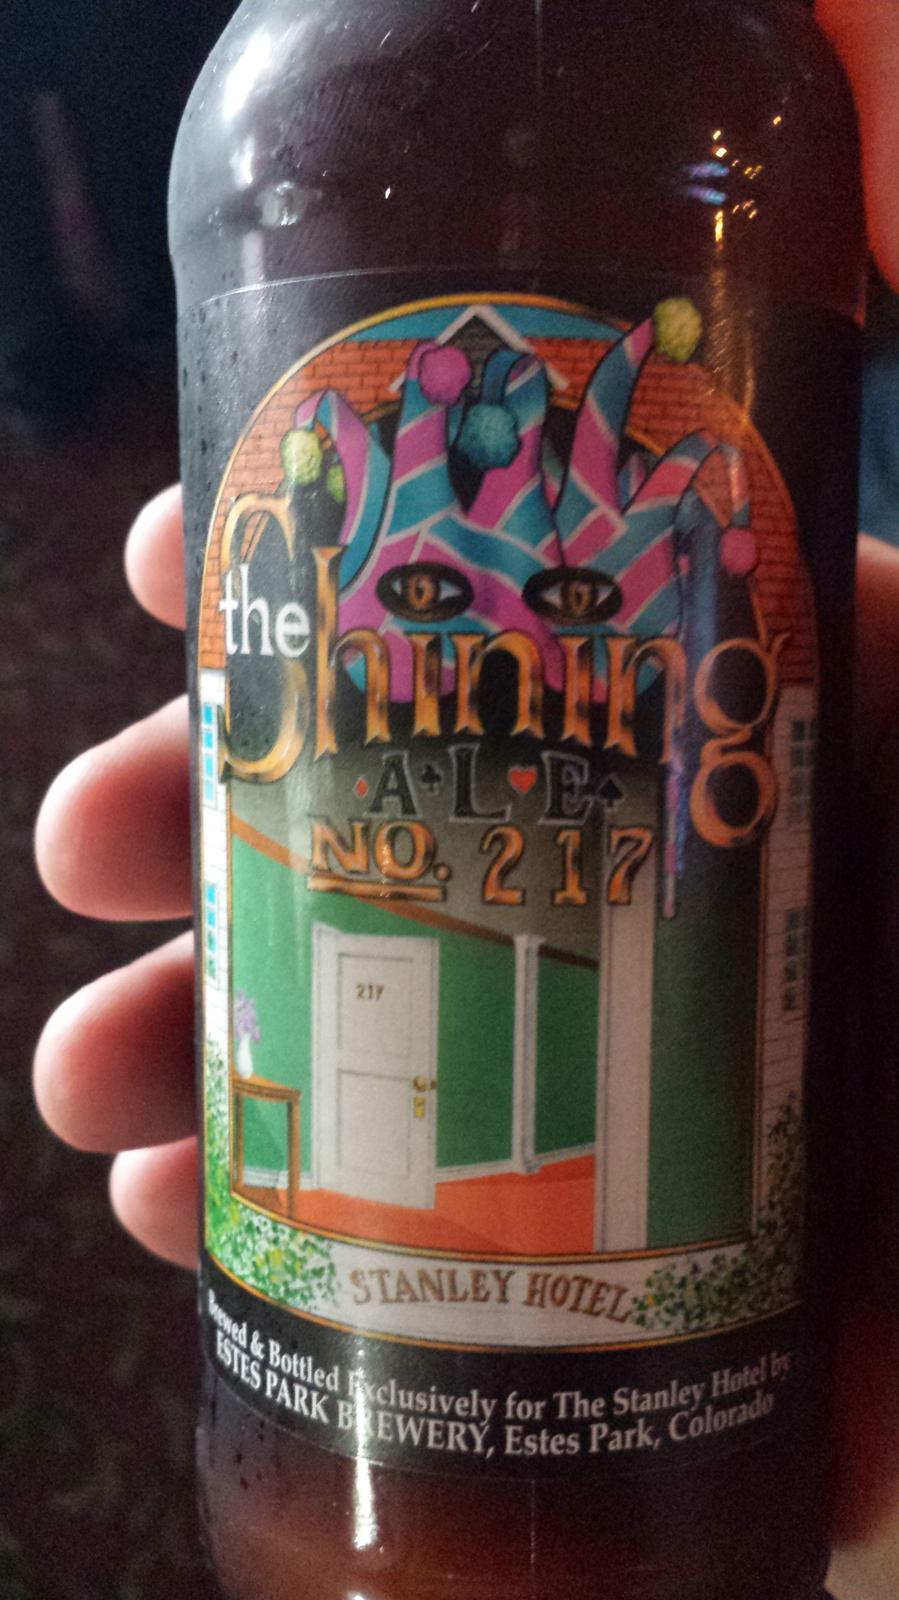 the Shining
ALE
NO. 217
217
STANLEY HOTEL
Brewed & Bottled Exclusively for The Stanley Hotel by
ESTES PARK BREWERY, Estes Park, Colorado